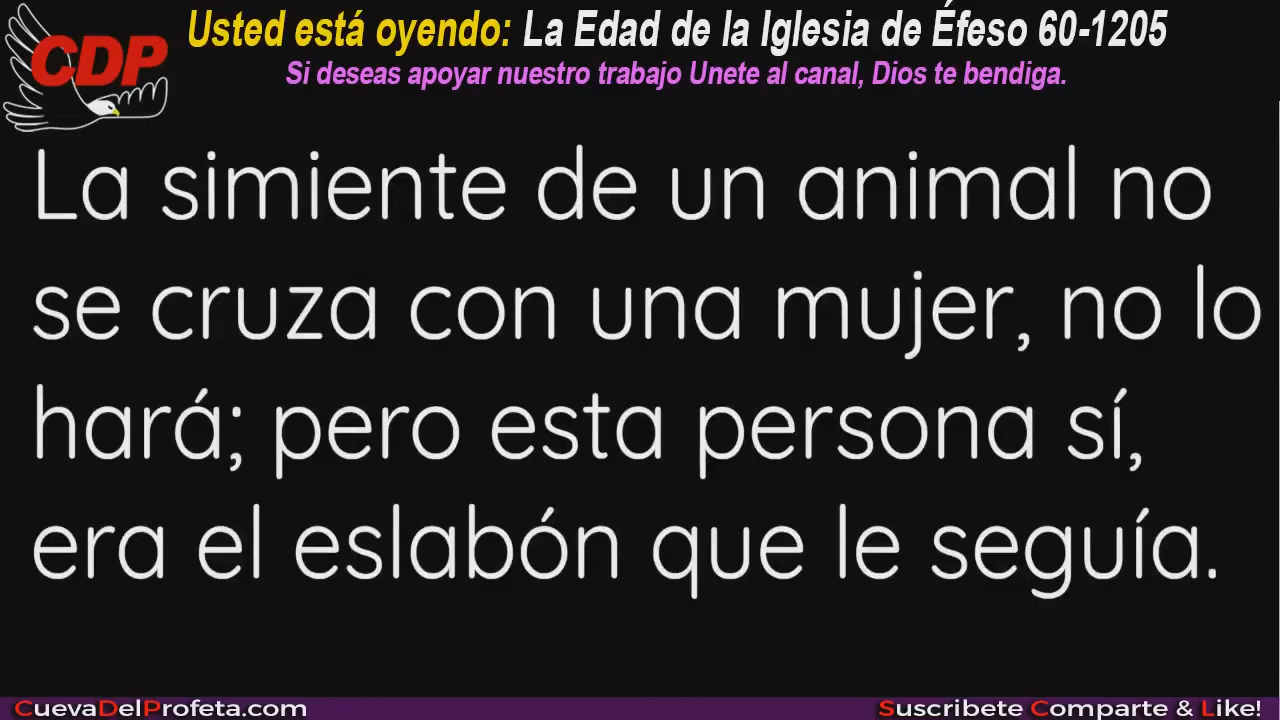 CDP
Usted está oyendo: La Edad de la Iglesia de Éfeso 60-1205
Si deseas apoyar nuestro trabajo Unete al canal, Dios te bendiga.
La simiente de un animal no
se cruza con una mujer, no lo
hará; pero esta persona sí,
era el eslabón que le seguía.
CuevaDelProfeta.com
Suscribete Comparte & Like!